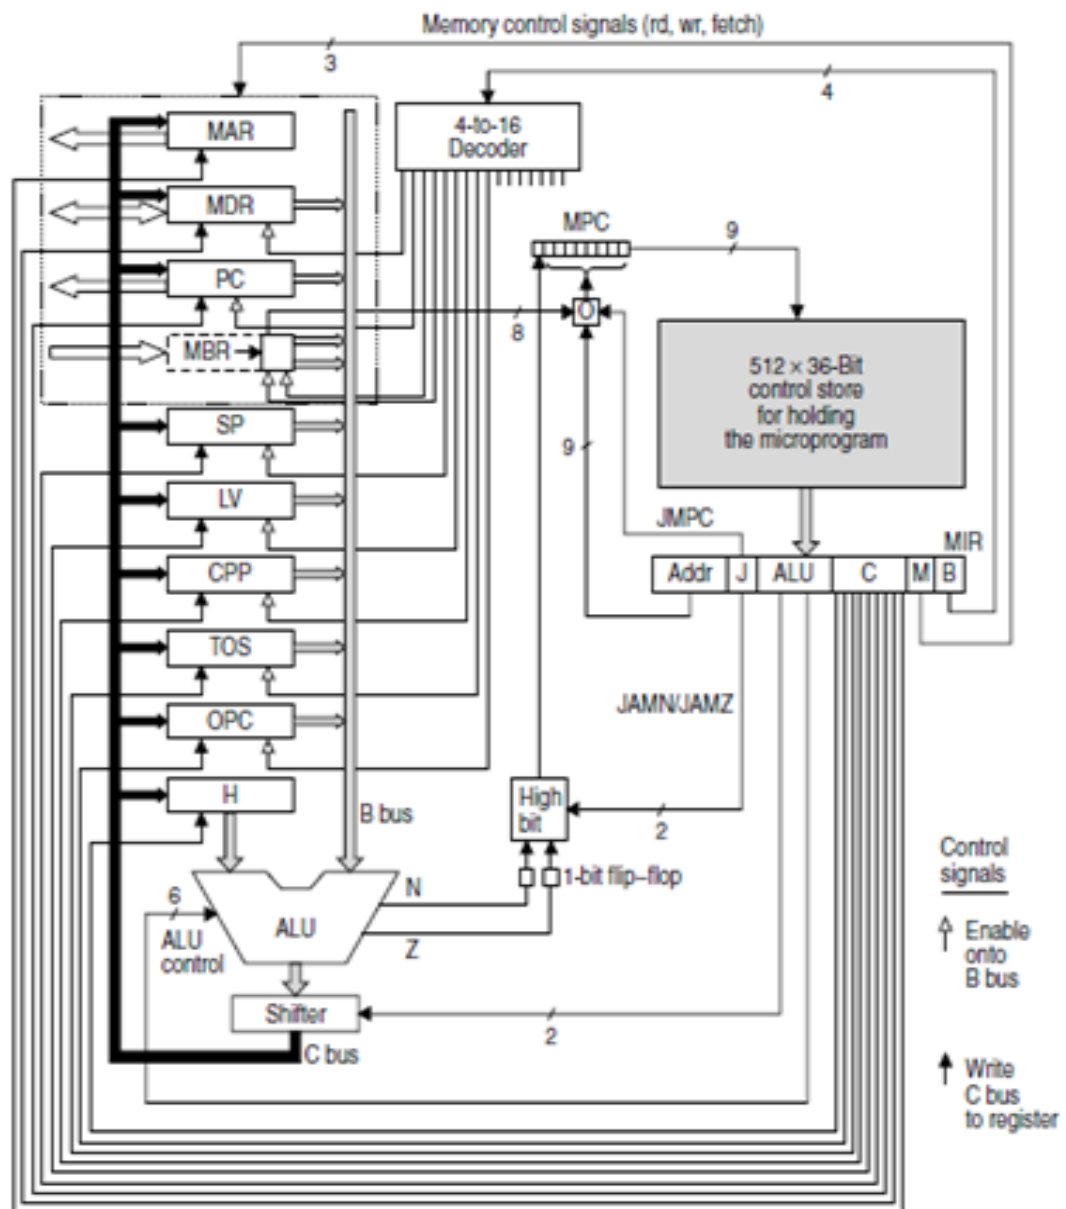 Memory control signals (rd, wr, fetch)
3
4
MAR
4-to-16
Decoder
MDR
MPC
9
PC
O
8
MBR
512 × 36-Bit
control store
for holding
the microprogram
SP
9
LV
JMPC
MIR
Addr J ALU C M B
CPP
TOS
JAMN/JAMZ
OPC
H
B bus
High
bit
2
Control
signals
1-bit flip–flop
N
6
ALU
Z
ALU
control
Enable
onto
B bus
Shifter
2
C bus
Write
C bus
to register